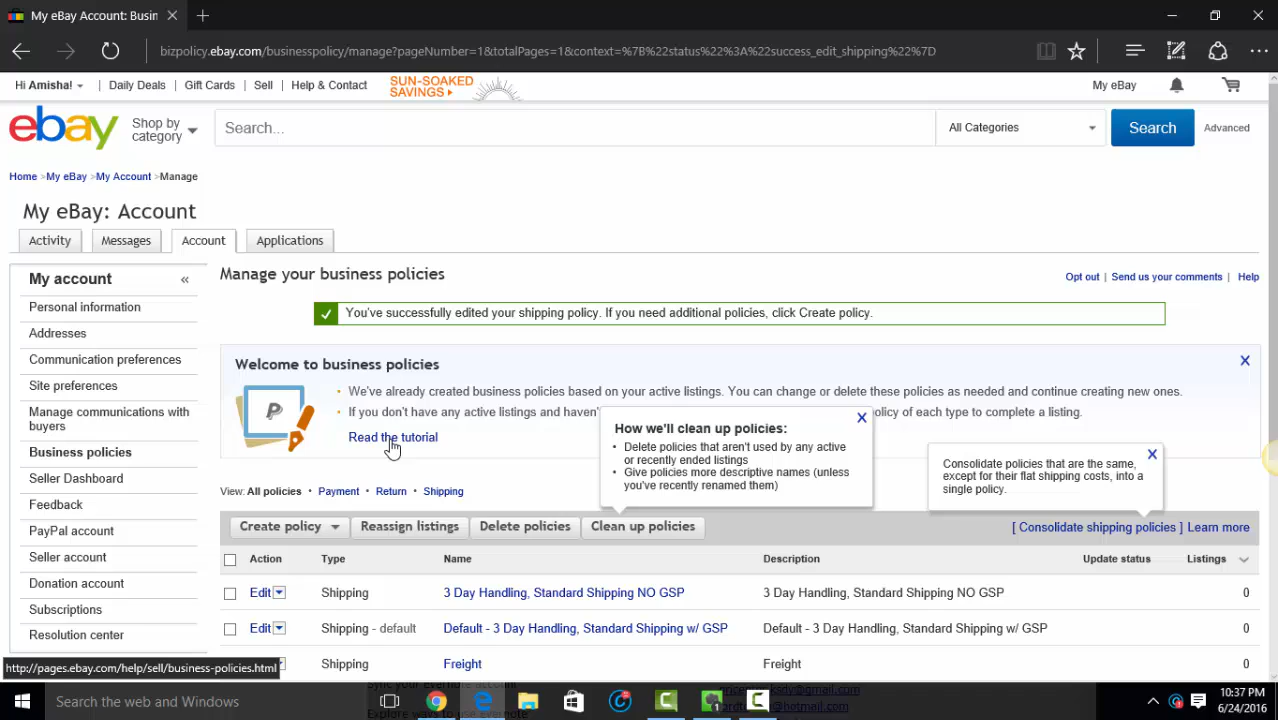 My eBay Account: Busin
bizpolicy.ebay.com/businesspolicy/manage?pageNumber=1&totalPages=1&context=%7B%22status%22%3A%22success_edit_shipping%22%7D
Hi Amisha! | Daily Deals | Gift Cards | Sell | Help & Contact
SUN-SOAKED
SAVINGS
My eBay
ebay
Shop by
category
Search...
All Categories
Search
Advanced
Home > My eBay > My Account > Manage
My eBay: Account
Activity
Messages
Account
Applications
My account «
Personal information
Addresses
Communication preferences
Site preferences
Manage communications with
buyers
Business policies
Seller Dashboard
Feedback
PayPal account
Seller account
Donation account
Subscriptions
Resolution center
Manage your business policies
Opt out | Send us your comments | Help
You've successfully edited your shipping policy. If you need additional policies, click Create policy.
Welcome to business policies
X
• We've already created business policies based on your active listings. You can change or delete these policies as needed and continue creating new ones.
• If you don't have any active listings and haven't policy of each type to complete a listing.
Read the tutorial
How we'll clean up policies:
X
• Delete policies that aren't used by any active
or recently ended listings
• Give policies more descriptive names (unless
you've recently renamed them)
X
Consolidate policies that are the same,
except for their flat shipping costs, into a
single policy.
View: All policies • Payment • Return • Shipping
Create policy
Reassign listings
Delete policies
Clean up policies
[ Consolidate shipping policies ] Learn more
Action Type Name Description Update status Listings
Edit Shipping 3 Day Handling, Standard Shipping NO GSP 3 Day Handling, Standard Shipping NO GSP 0
Edit Shipping - default Default - 3 Day Handling, Standard Shipping w/ GSP Default - 3 Day Handling, Standard Shipping w/ GSP 0
Shipping Freight Freight 0
http://pages.ebay.com/help/sell/business-policies.html
Search the web and Windows
10:37 PM
6/24/2016